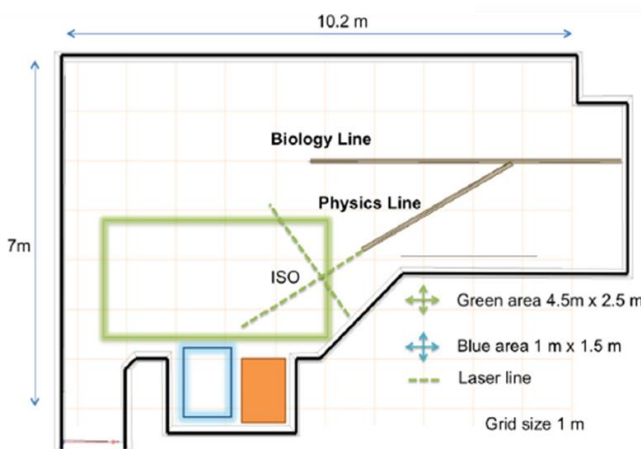 10.2 m
Biology Line
Physics Line
7m
ISO
Green area 4.5m x 2.5 m
Blue area 1 m x 1.5 m
Laser line
Grid size 1 m